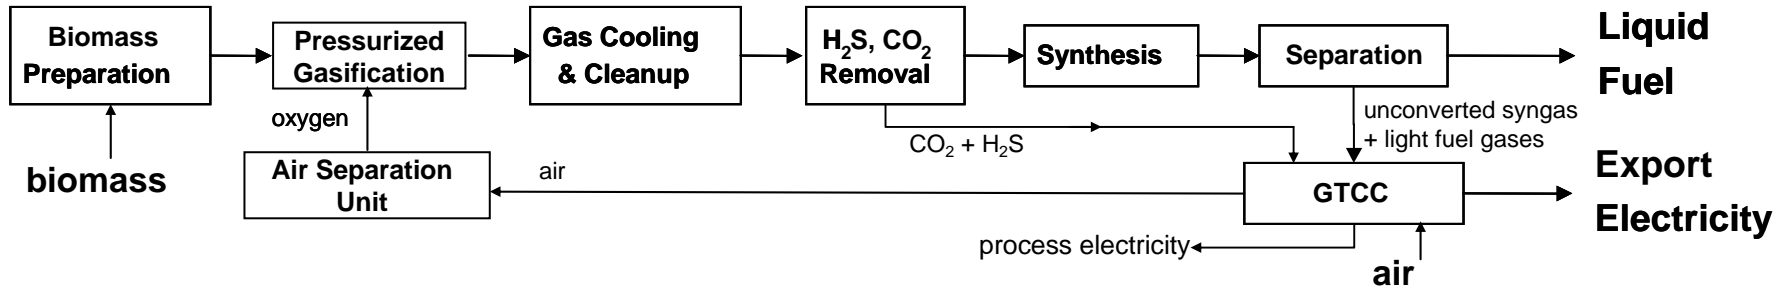 Biomass
Preparation
Pressurized
Gasification
Gas Cooling
& Cleanup
H₂S, CO₂
Removal
Synthesis
Separation
Liquid
Fuel
oxygen
unconverted syngas
+ light fuel gases
CO₂ + H₂S
biomass
Air Separation
Unit
air
GTCC
Export
Electricity
process electricity
air